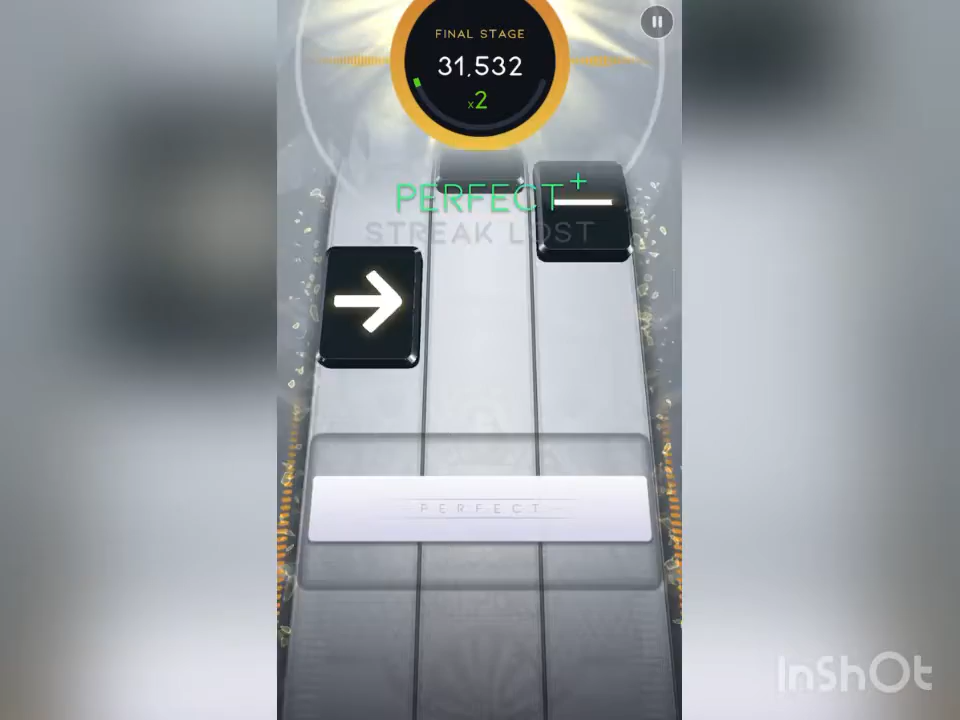 FINAL STAGE
31,532
x2
PERFECT+
STREAK LOST
PERFECT
InShOt